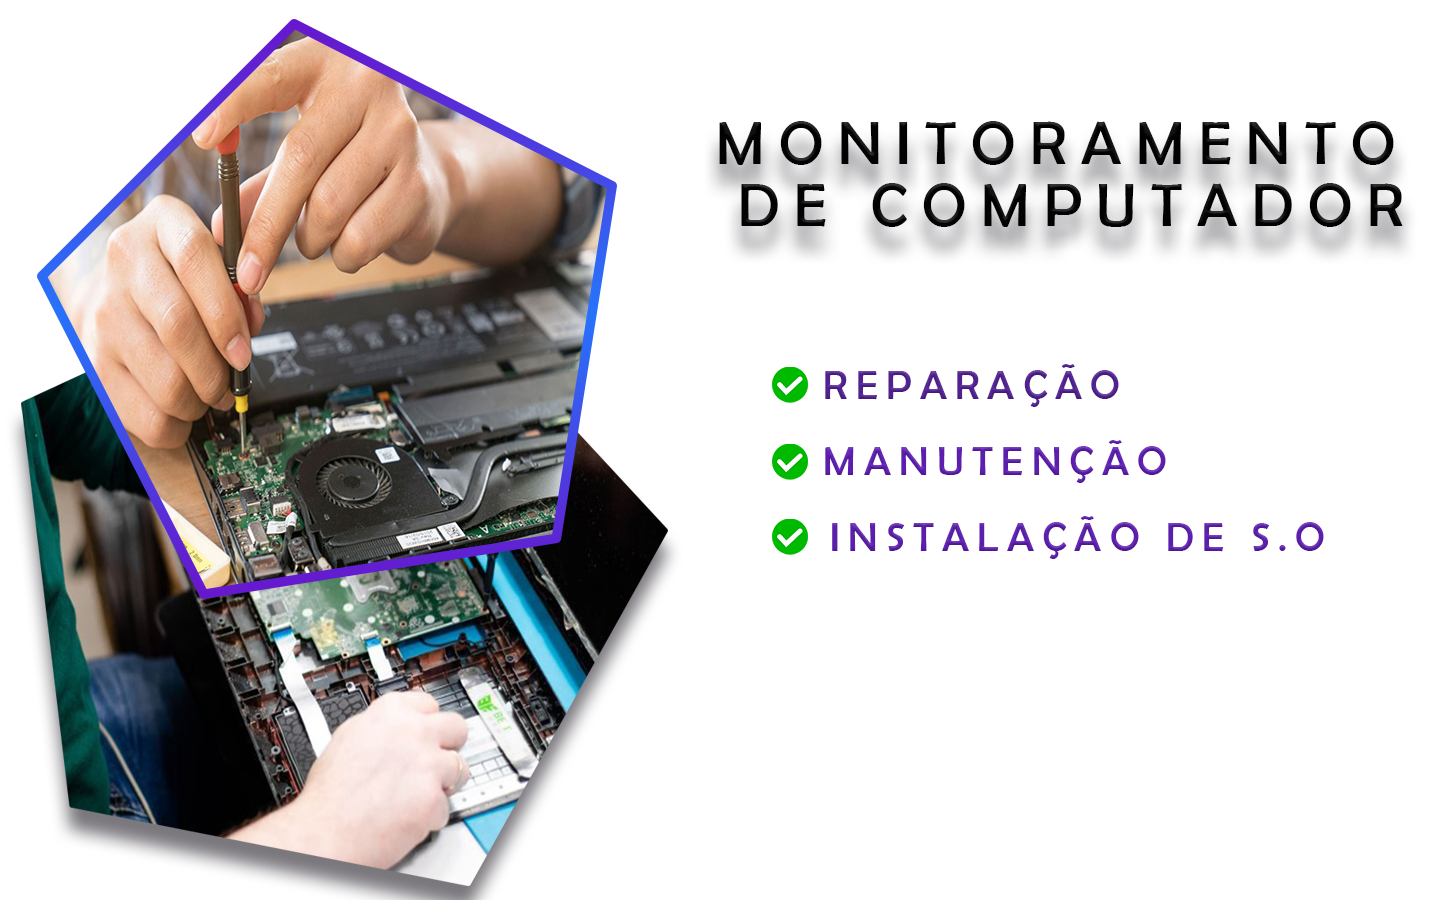 MONITORAMENTO
DE COMPUTADOR
REPARAÇÃO
MANUTENÇÃO
INSTALAÇÃO DE S.O